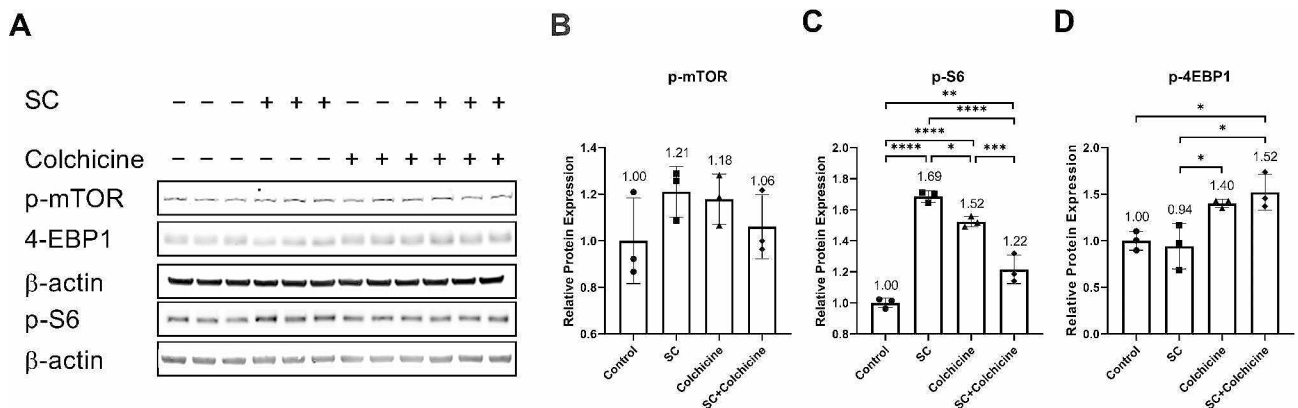 A
SC − − − + + + − − − + + +
Colchicine − − − − − − + + + + + +
p-mTOR
4-EBP1
β-actin
p-S6
β-actin
B
p-mTOR
Relative Protein Expression
1.4
1.2
1.0
0.8
0.6
1.00
1.21
1.18
1.06
Control
SC
Colchicine
SC+Colchicine
C
p-S6
**
****
****
****
*
***
Relative Protein Expression
2.0
1.8
1.6
1.4
1.2
1.0
0.8
1.00
1.69
1.52
1.22
Control
SC
Colchicine
SC+Colchicine
D
p-4EBP1
*
*
*
Relative Protein Expression
2.0
1.5
1.0
0.5
0.0
1.00
0.94
1.40
1.52
Control
SC
Colchicine
SC+Colchicine